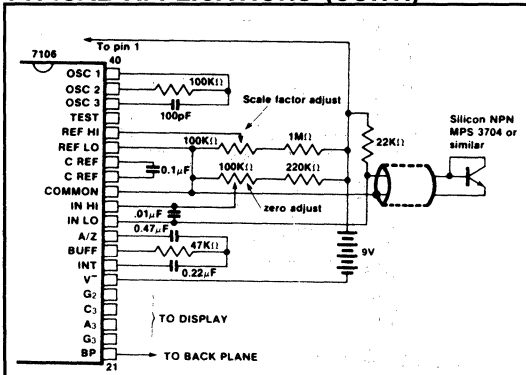 To pin 1
7106
40
OSC 1
OSC 2
OSC 3
TEST
REF HI
REF LO
C REF
C REF
COMMON
IN HI
IN LO
A/Z
BUFF
INT
V⁻
G2
C3
A3
G3
BP
21
100KΩ
100pF
Scale factor adjust
100KΩ
1MΩ
0.1µF
100KΩ
220KΩ
.01µF
zero adjust
0.47µF
47KΩ
0.22µF
22KΩ
9V
Silicon NPN
MPS 3704 or
similar
TO DISPLAY
TO BACK PLANE